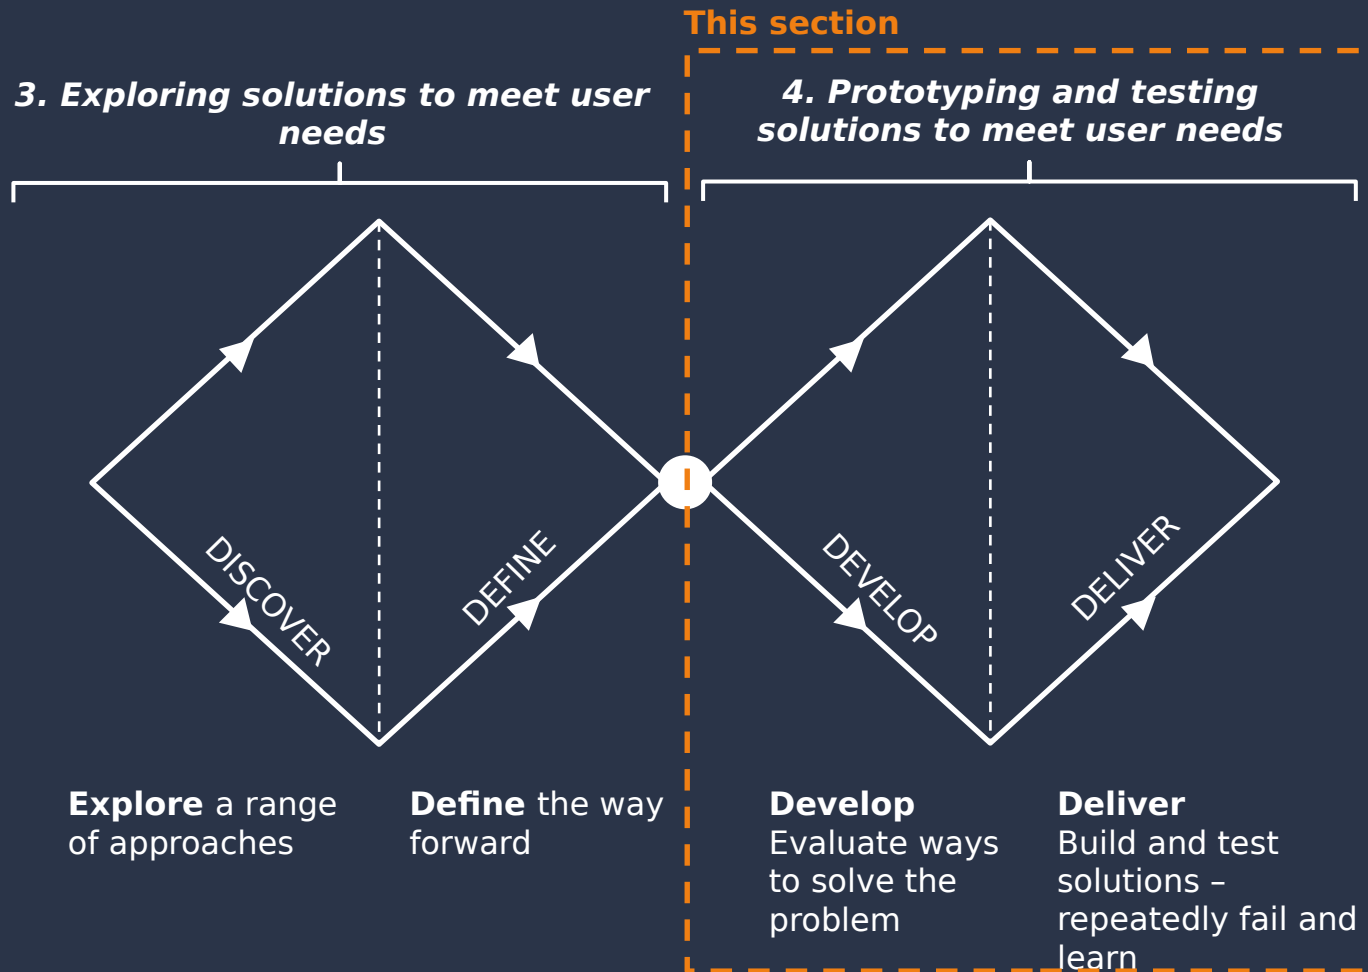 This section
3. Exploring solutions to meet user
needs
4. Prototyping and testing
solutions to meet user needs
DISCOVER
DEFINE
DEVELOP
DELIVER
Explore a range
of approaches
Define the way
forward
Develop
Evaluate ways
to solve the
problem
Deliver
Build and test
solutions –
repeatedly fail and
learn